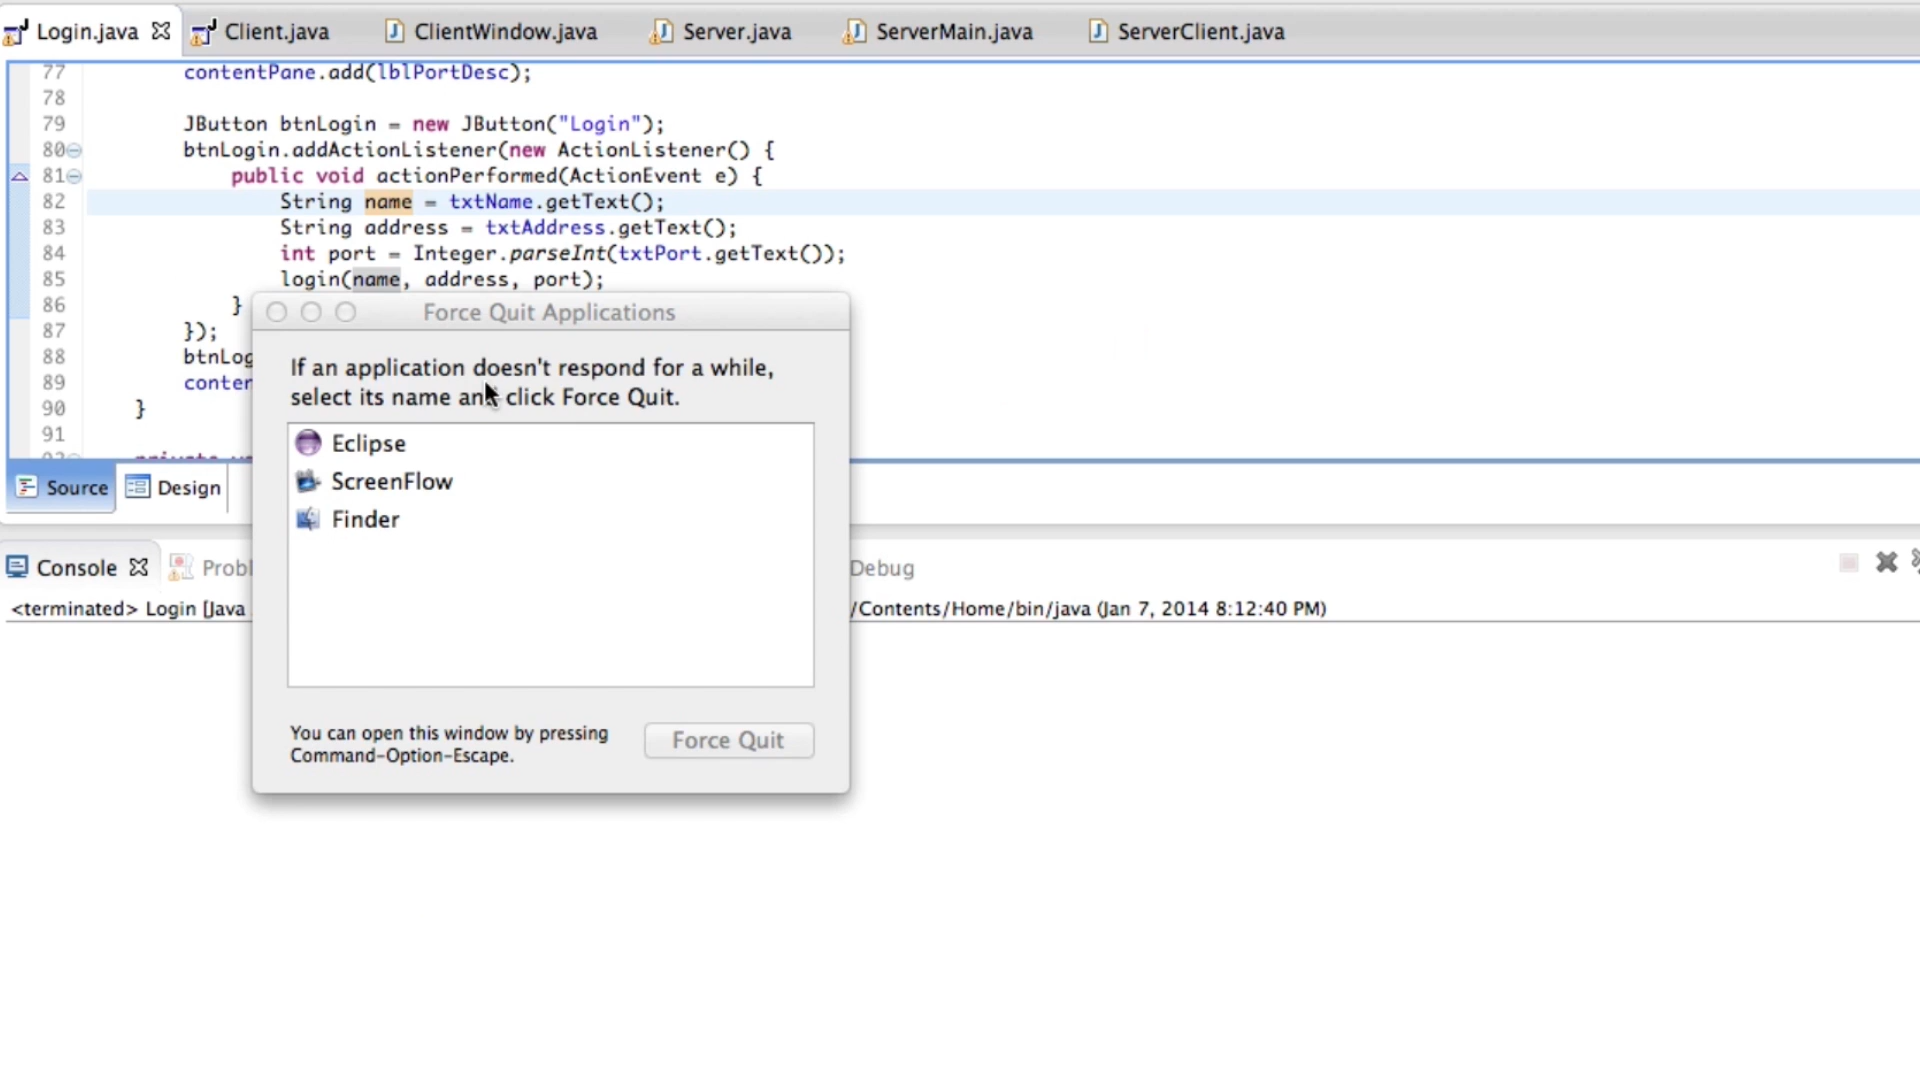 Login.java Client.java ClientWindow.java Server.java ServerMain.java ServerClient.java
77 contentPane.add(lblPortDesc);
78
79 JButton btnLogin = new JButton("Login");
80 btnLogin.addActionListener(new ActionListener() {
81 public void actionPerformed(ActionEvent e) {
82 String name = txtName.getText();
83 String address = txtAddress.getText();
84 int port = Integer.parseInt(txtPort.getText());
85 login(name, address, port);
86 }
87 });
88 btnLog
89 conten
90 }
91
Force Quit Applications
If an application doesn't respond for a while,
select its name and click Force Quit.
Eclipse
ScreenFlow
Finder
You can open this window by pressing
Command-Option-Escape.
Force Quit
Source Design
Console Probl Debug
<terminated> Login [Java /Contents/Home/bin/java (Jan 7, 2014 8:12:40 PM)